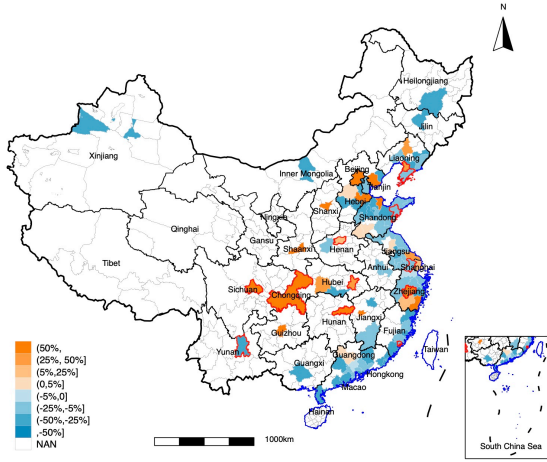 N
Heilongjiang
Jilin
Liaoning
Xinjiang
Inner Mongolia
Beijing
Tianjin
Hebei
Shanxi
Ningxia
Shandong
Qinghai
Gansu
Shaanxi
Henan
Jiangsu
Tibet
Anhui
Shanghai
Sichuan
Chongqing
Hubei
Zhejiang
Hunan
Jiangxi
Guizhou
Fujian
Yunan
Guangxi
Guangdong
Taiwan
Hongkong
Macao
Hainan
(50%,
(25%, 50%]
(5%,25%]
(0,5%]
(-5%,0]
(-25%,-5%]
(-50%,-25%]
,-50%]
NAN
1000km
South China Sea